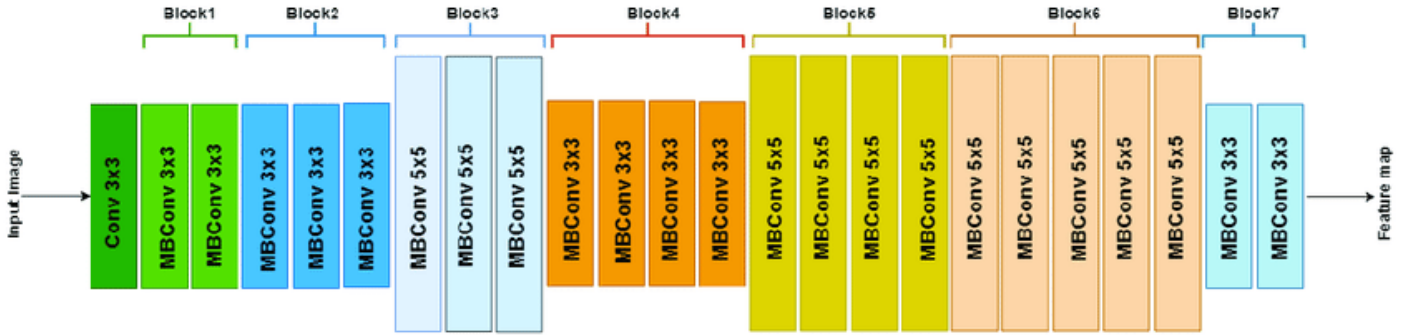 Block1
Block2
Block3
Block4
Block5
Block6
Block7
Input Image
Conv 3x3
MBConv 3x3
MBConv 3x3
MBConv 3x3
MBConv 3x3
MBConv 3x3
MBConv 5x5
MBConv 5x5
MBConv 5x5
MBConv 3x3
MBConv 3x3
MBConv 3x3
MBConv 3x3
MBConv 5x5
MBConv 5x5
MBConv 5x5
MBConv 5x5
MBConv 5x5
MBConv 5x5
MBConv 5x5
MBConv 5x5
MBConv 5x5
MBConv 3x3
MBConv 3x3
Feature map